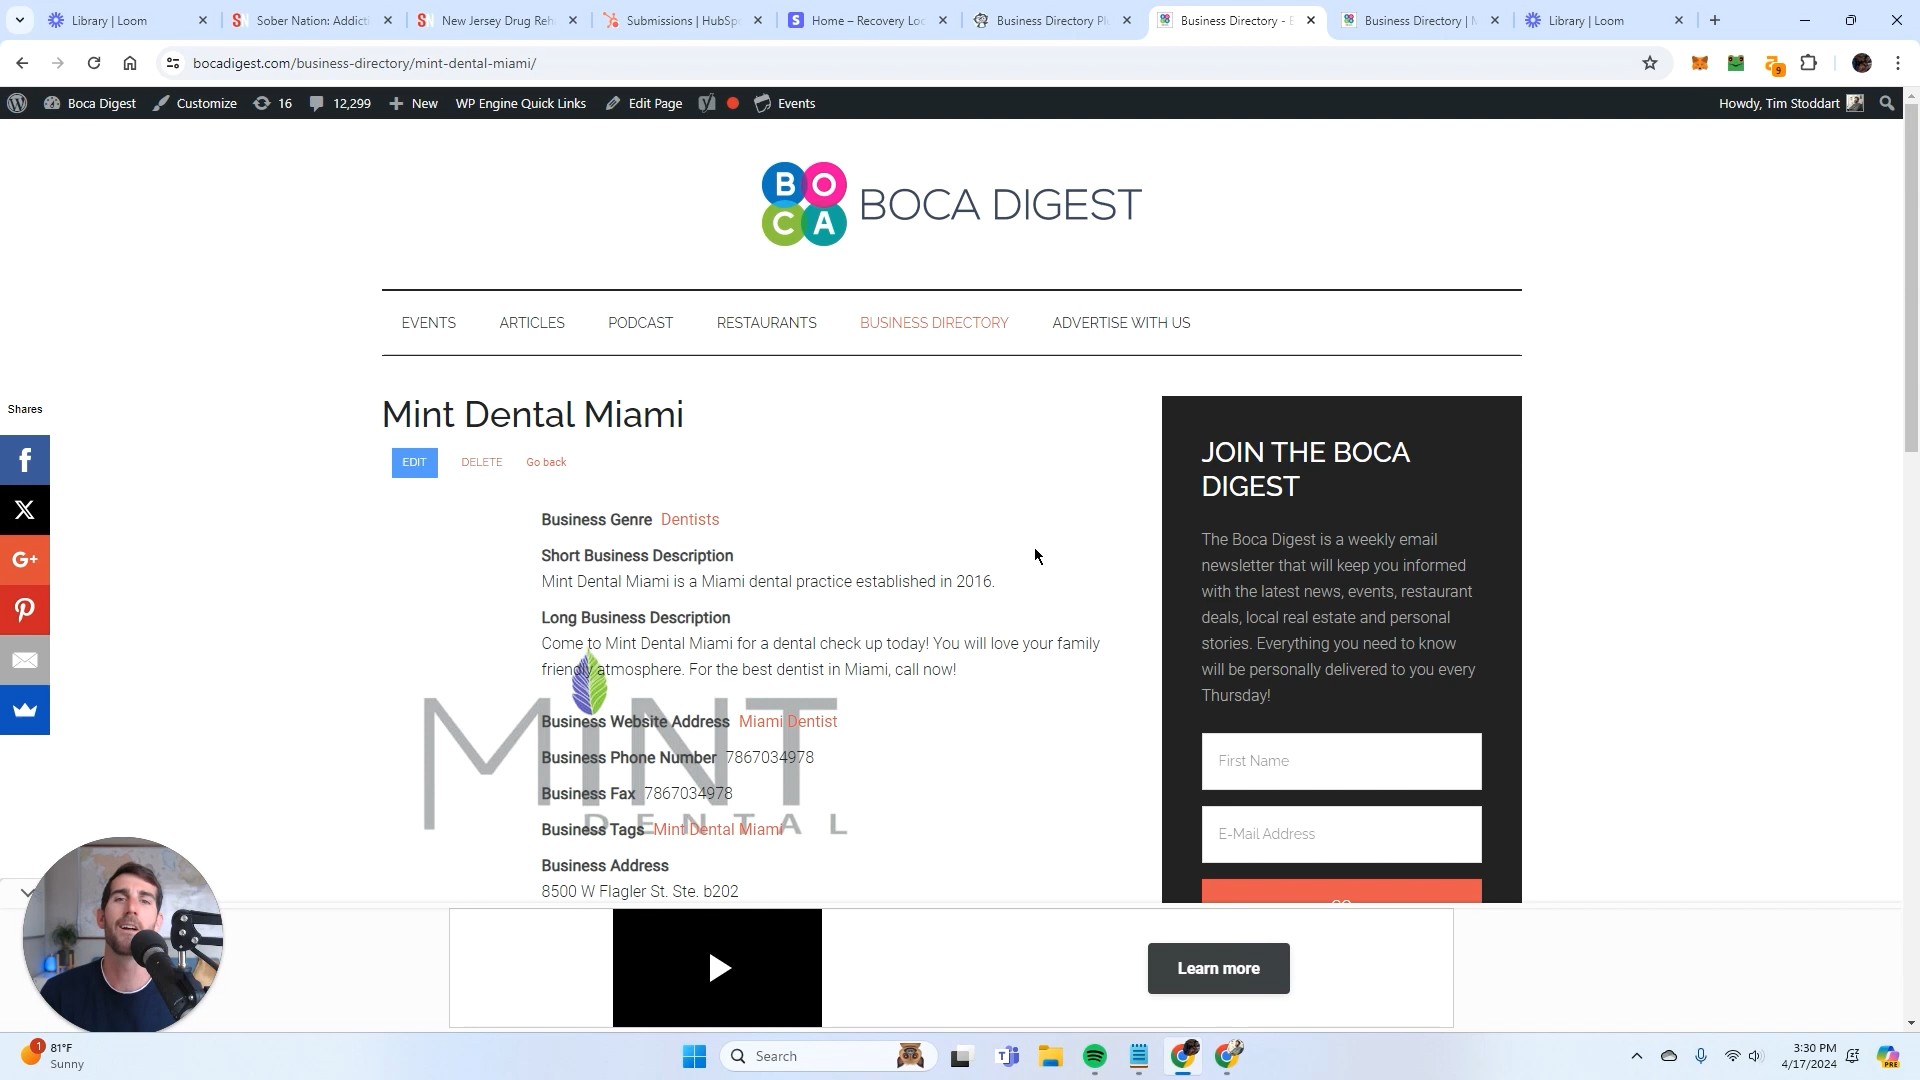 Library | Loom
Sober Nation: Addicti
New Jersey Drug Reh
Submissions | HubSp
Home – Recovery Loc
Business Directory Pl
Business Directory - B
Business Directory | M
Library | Loom
bocadigest.com/business-directory/mint-dental-miami/
9
Boca Digest
Customize
16
12,299
New
WP Engine Quick Links
Edit Page
Events
Howdy, Tim Stoddart
BOCA
BOCA DIGEST
EVENTS
ARTICLES
PODCAST
RESTAURANTS
BUSINESS DIRECTORY
ADVERTISE WITH US
Shares
G+
Mint Dental Miami
EDIT
DELETE
Go back
Business Genre Dentists
Short Business Description
Mint Dental Miami is a Miami dental practice established in 2016.
Long Business Description
Come to Mint Dental Miami for a dental check up today! You will love your family
friendly atmosphere. For the best dentist in Miami, call now!
MINT
DENTAL
Business Website Address Miami Dentist
Business Phone Number 7867034978
Business Fax 7867034978
Business Tags Mint Dental Miami
Business Address
8500 W Flagler St. Ste. b202
JOIN THE BOCA
DIGEST
The Boca Digest is a weekly email
newsletter that will keep you informed
with the latest news, events, restaurant
deals, local real estate and personal
stories. Everything you need to know
will be personally delivered to you every
Thursday!
First Name
E-Mail Address
GO
Learn more
1
81°F
Sunny
Search
3:30 PM
4/17/2024
PRE